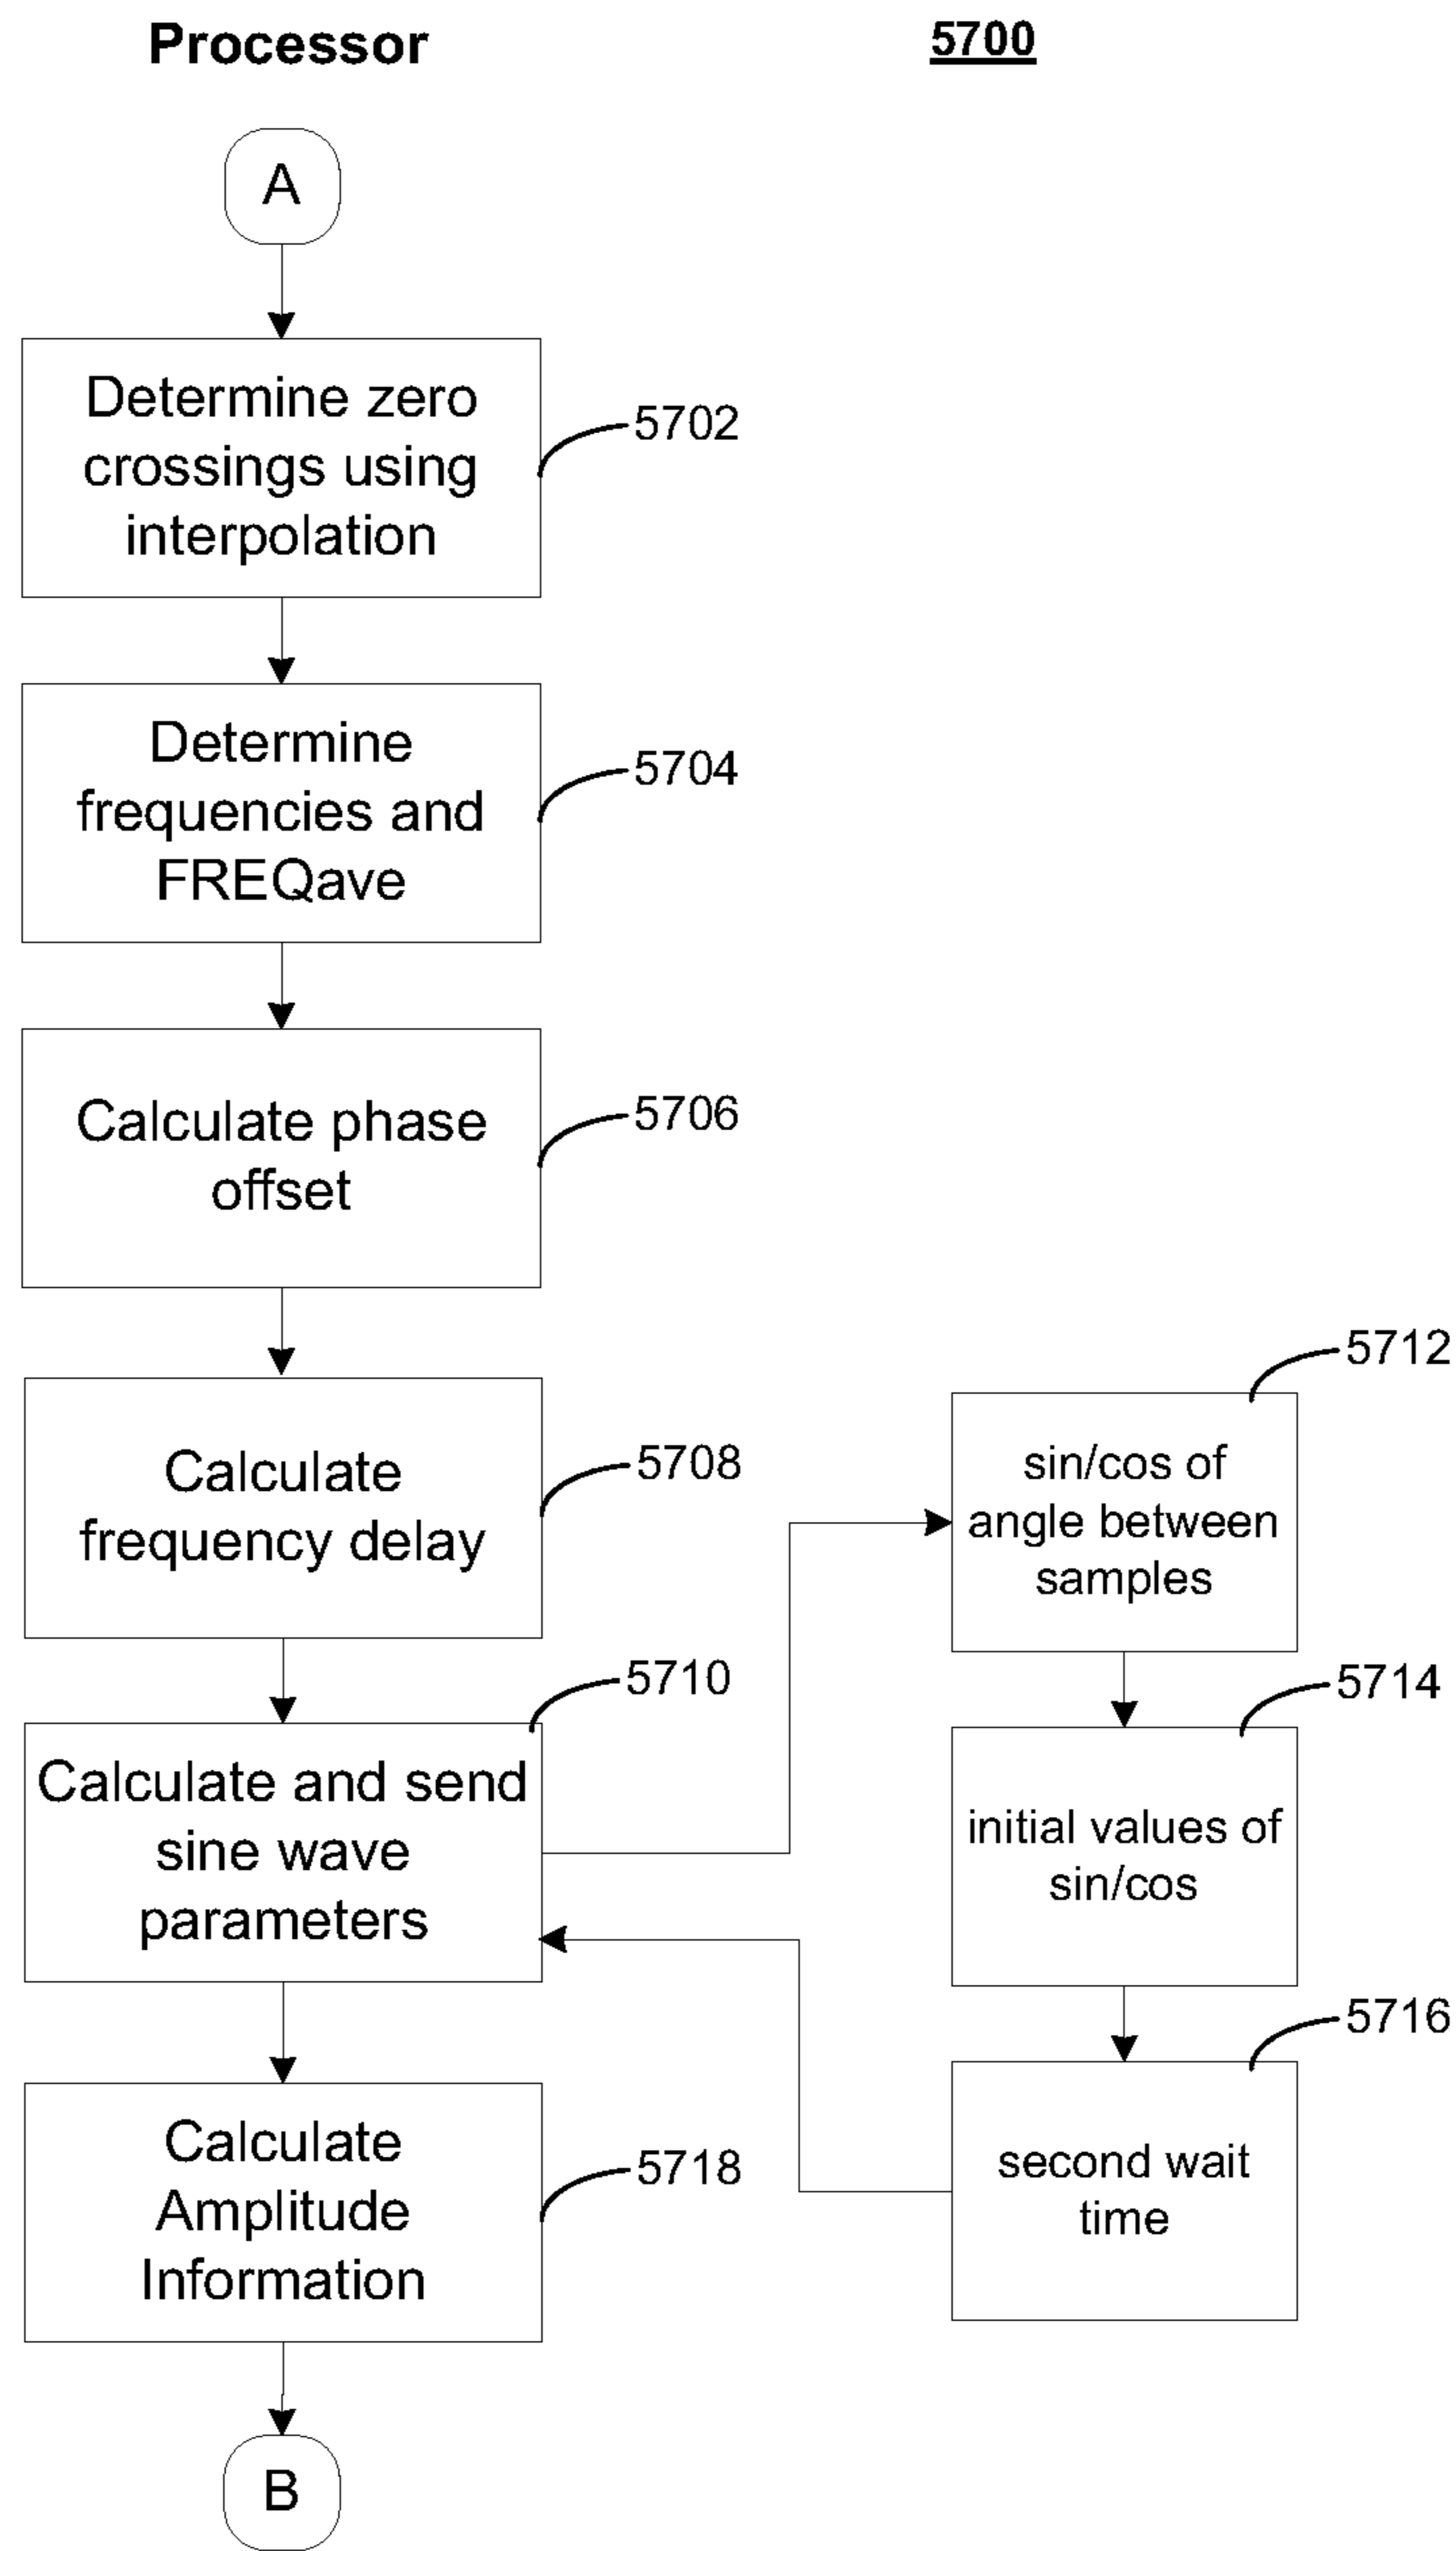 Processor
5700
A
Determine zero
crossings using
interpolation
5702
Determine
frequencies and
FREQave
5704
Calculate phase
offset
5706
Calculate
frequency delay
5708
Calculate and send
sine wave
parameters
5710
sin/cos of
angle between
samples
5712
initial values of
sin/cos
5714
second wait
time
5716
Calculate
Amplitude
Information
5718
B